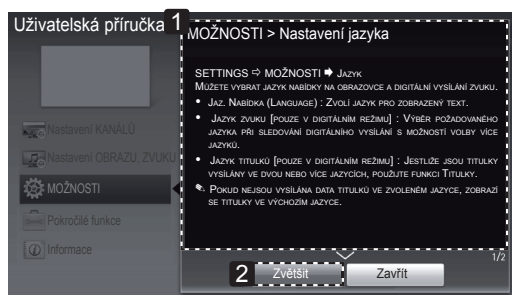 Uživatelská příručka
1
MOŽNOSTI > Nastavení jazyka
SETTINGS ⇨ MOŽNOSTI ➡ Jazyk
Můžete vybrat jazyk nabídky na obrazovce a digitální vysílání zvuku.
• Jaz. Nabídka (Language) : Zvolí jazyk pro zobrazený text.
• Jazyk zvuku [pouze v digitálním režimu] : Výběr požadovaného
jazyka při sledování digitálního vysílání s možností volby více
jazyků.
• Jazyk titulků [pouze v digitálním režimu] : Jestliže jsou titulky
vysílány ve dvou nebo více jazycích, použijte funkci Titulky.
Pokud nejsou vysílána data titulků ve zvoleném jazyce, zobrazí
se titulky ve výchozím jazyce.
Nastavení KANÁLŮ
Nastavení OBRAZU, ZVUKU
MOŽNOSTI
Pokročilé funkce
Informace
1/2
2
Zvětšit
Zavřít